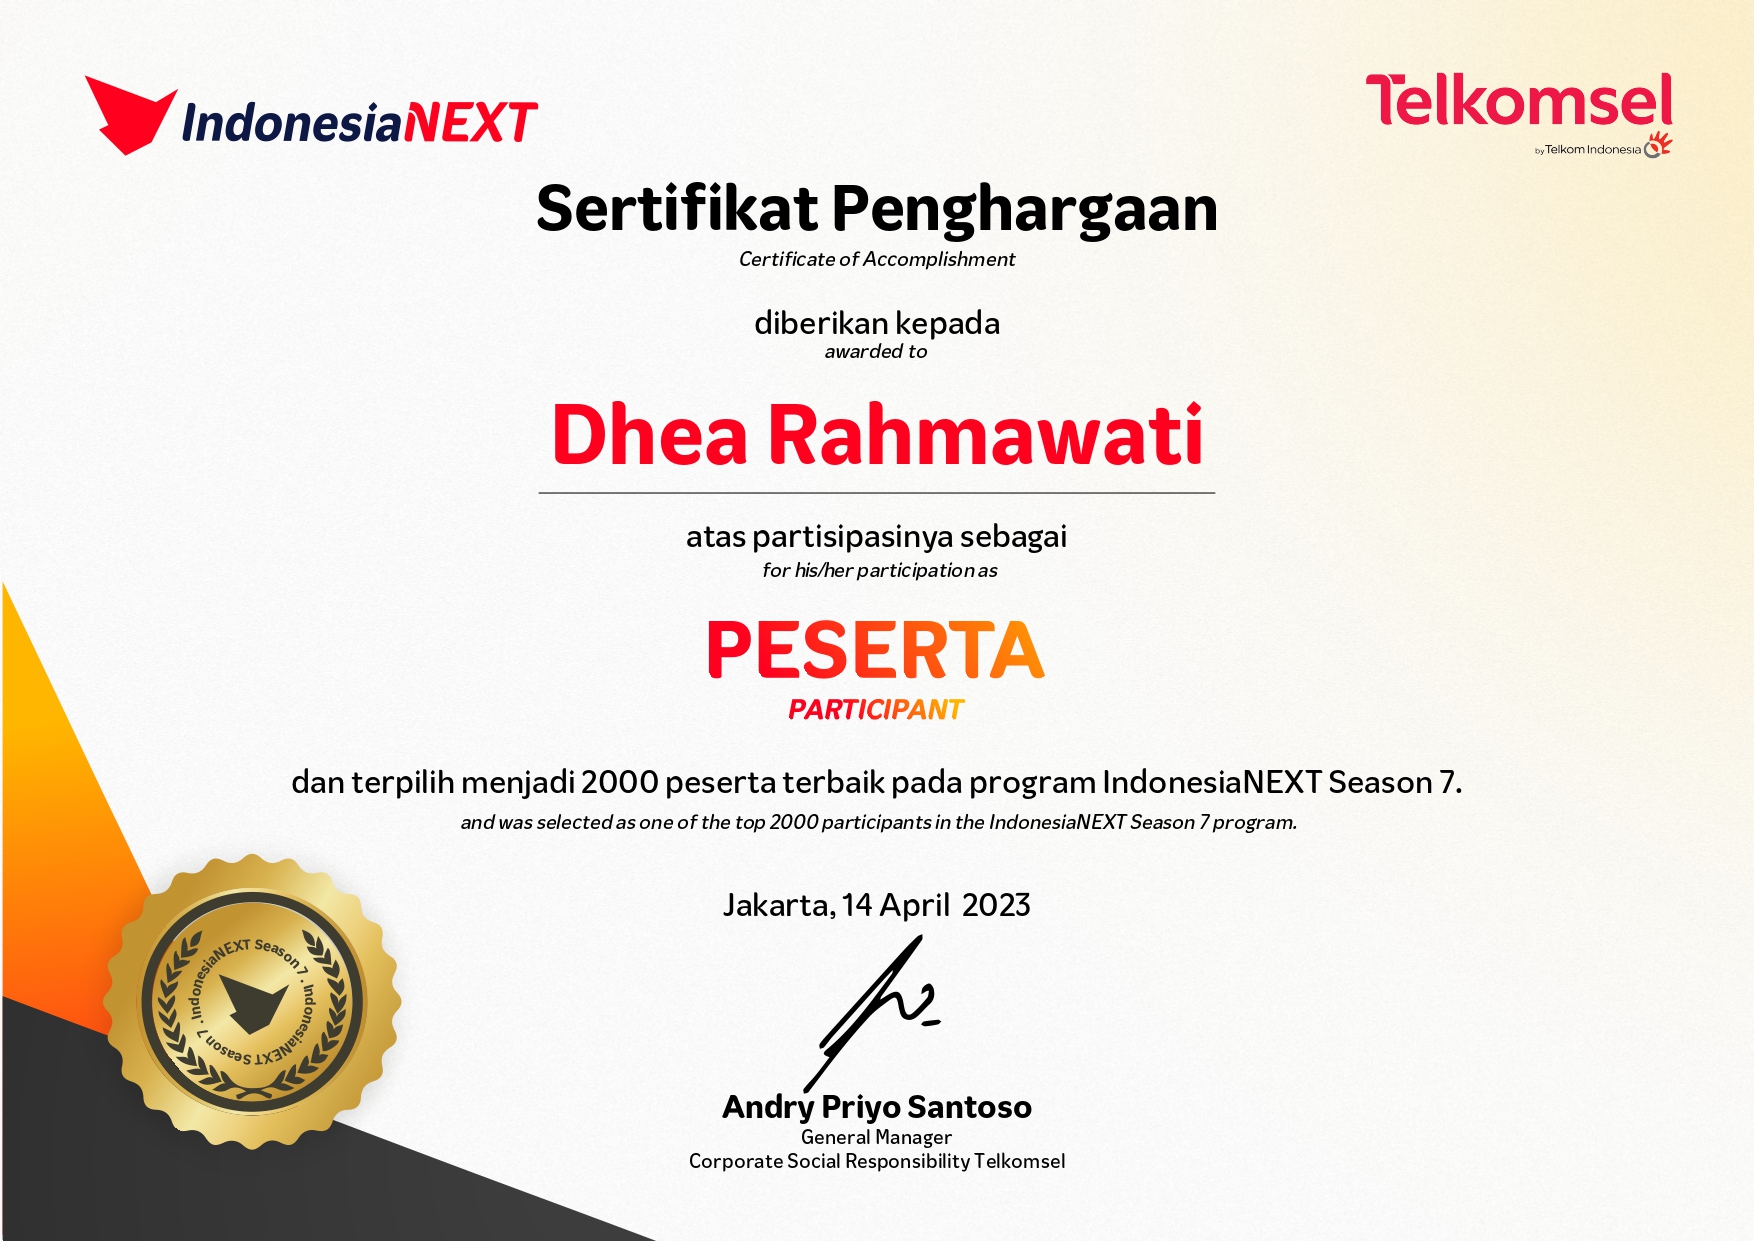 IndonesiaNEXT
Telkomsel
by Telkom Indonesia
Sertifikat Penghargaan
Certificate of Accomplishment
diberikan kepada
awarded to
Dhea Rahmawati
atas partisipasinya sebagai
for his/her participation as
PESERTA
PARTICIPANT
dan terpilih menjadi 2000 peserta terbaik pada program IndonesiaNEXT Season 7.
and was selected as one of the top 2000 participants in the IndonesiaNEXT Season 7 program.
Jakarta, 14 April 2023
IndonesiaNEXT Season 7 . IndonesiaNEXT Season 7 .
Andry Priyo Santoso
General Manager
Corporate Social Responsibility Telkomsel